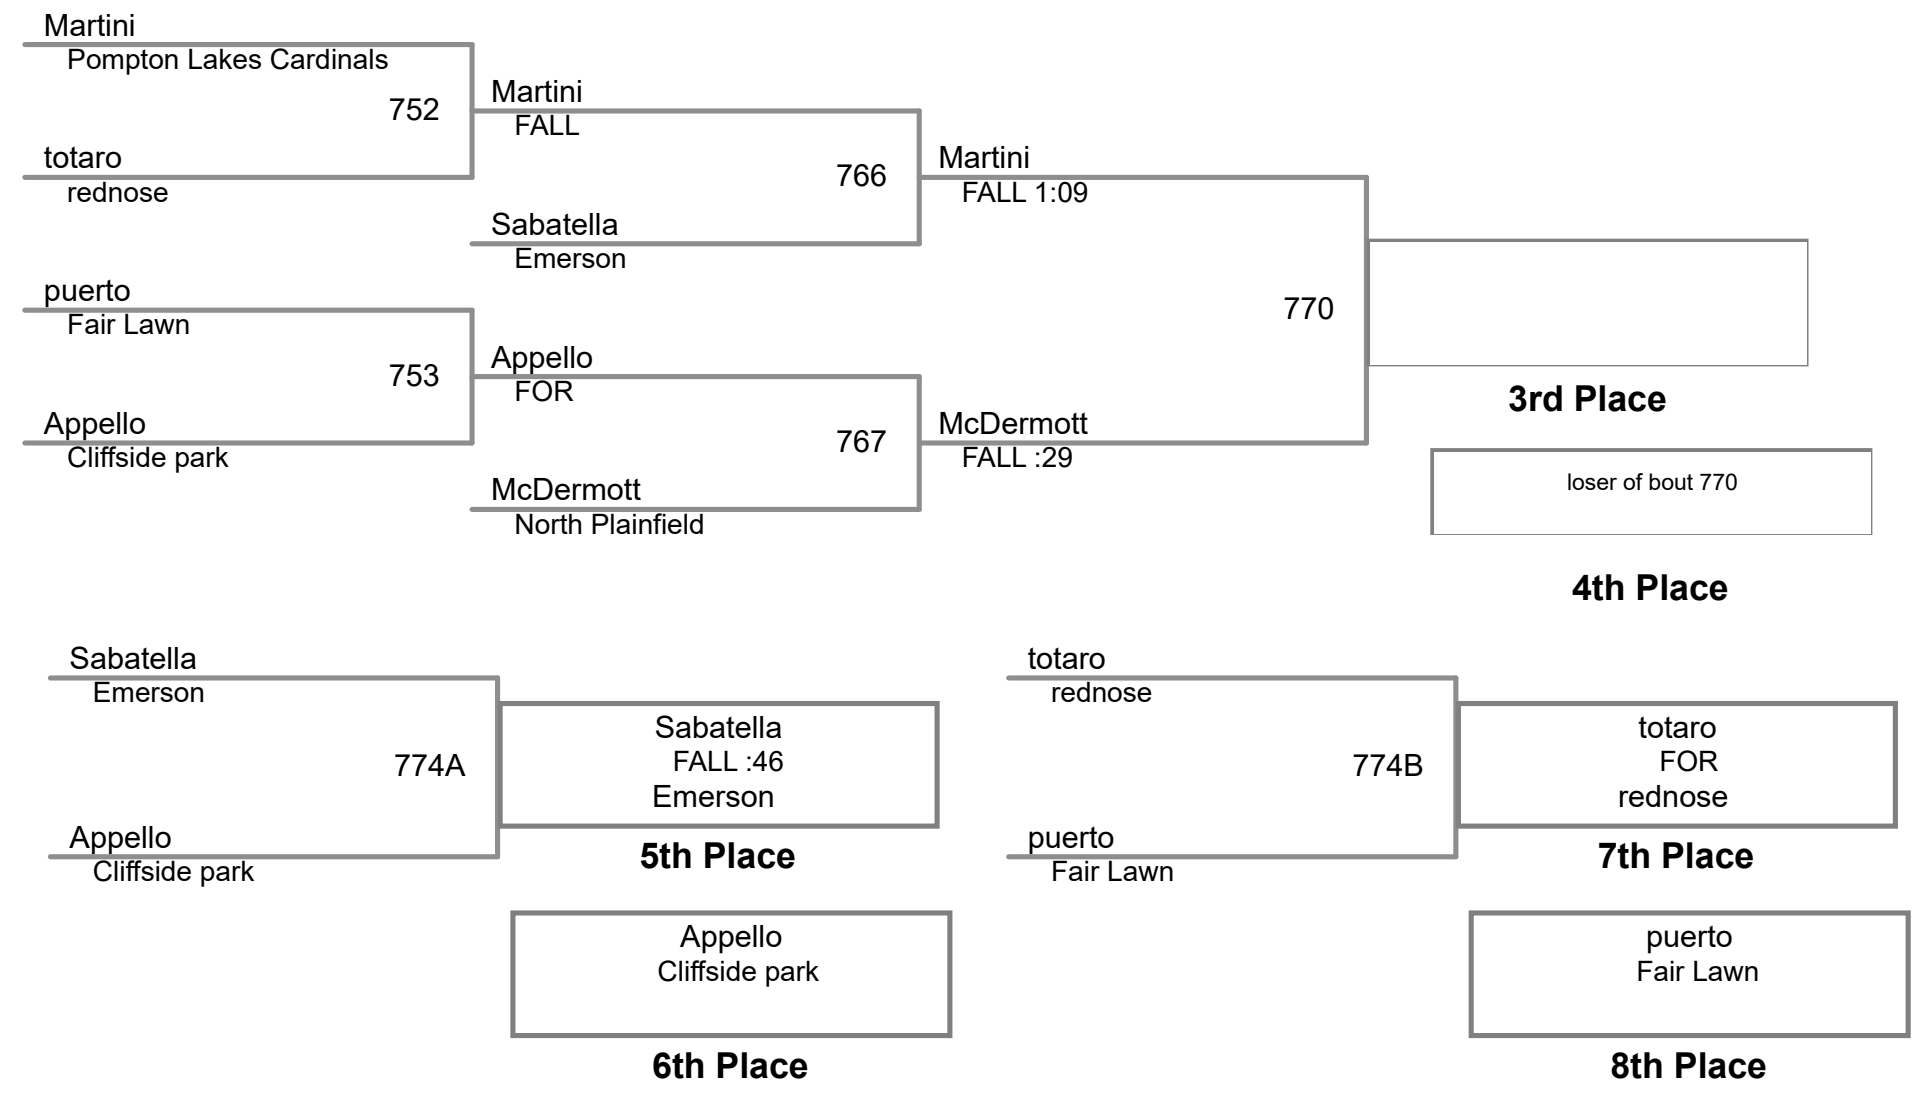 Martini
Pompton Lakes Cardinals
752
totaro
rednose
puerto
Fair Lawn
753
Appello
Cliffside park
Martini
FALL
766
Sabatella
Emerson
Appello
FOR
767
McDermott
North Plainfield
Martini
FALL 1:09
770
McDermott
FALL :29
3rd Place
loser of bout 770
4th Place
Sabatella
Emerson
774A
Appello
Cliffside park
Sabatella
FALL :46
Emerson
5th Place
Appello
Cliffside park
6th Place
totaro
rednose
774B
puerto
Fair Lawn
totaro
FOR
rednose
7th Place
puerto
Fair Lawn
8th Place